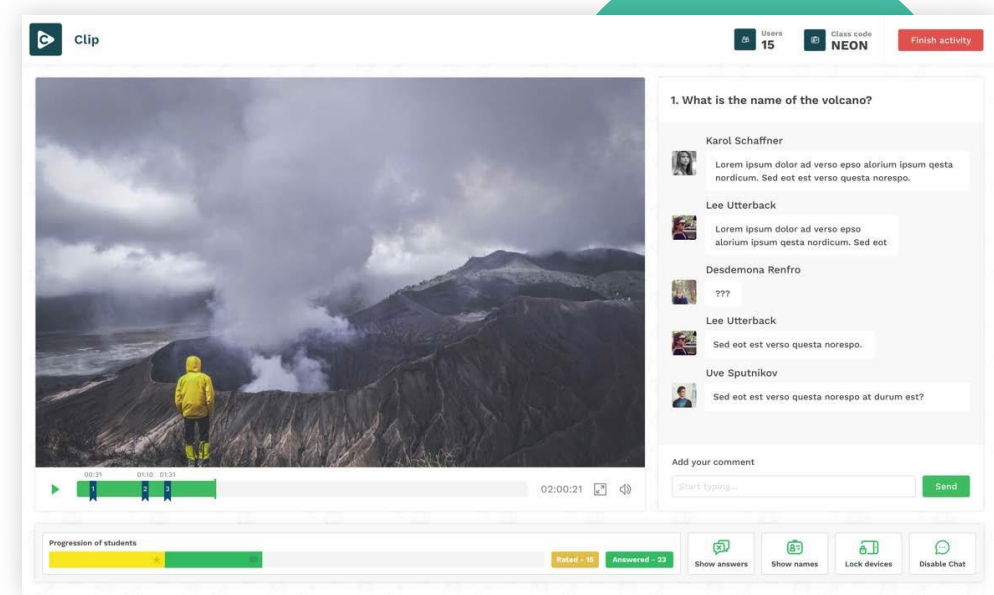 Clip
Users
15
Class code
NEON
Finish activity
1. What is the name of the volcano?
Karol Schaffner
Lorem ipsum dolor ad verso epso alorium ipsum qesta
nordicum. Sed eot est verso questa norespo.
Lee Utterback
Lorem ipsum dolor ad verso epso
alorium ipsum qesta nordicum. Sed eot
Desdemona Renfro
???
Lee Utterback
Sed eot est verso questa norespo.
Uve Sputnikov
Sed eot est verso questa norespo at durum est?
Add your comment
Start typing...
Send
00:31 01:10 01:31
1 2 3
02:00:21
Progression of students
Rated - 15
Answered - 23
Show answers
Show names
Lock devices
Disable Chat